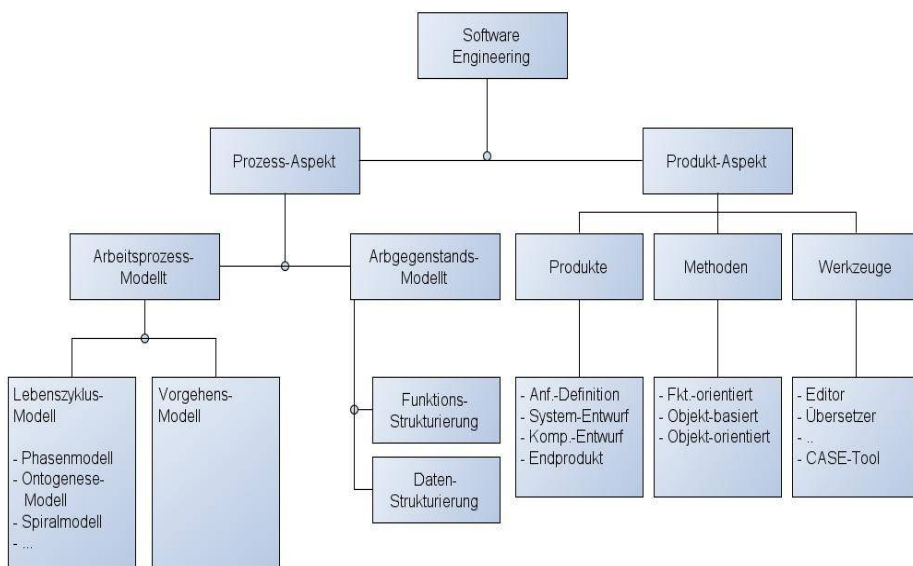 Software
Engineering
Prozess-Aspekt
Produkt-Aspekt
Arbeitsprozess-
Modellt
Arbgegenstands-
Modellt
Produkte
Methoden
Werkzeuge
Lebenszyklus-
Modell
- Phasenmodell
- Ontogenese-
Modell
- Spiralmodell
- ...
Vorgehens-
Modell
Funktions-
Strukturierung
Daten-
Strukturierung
- Anf.-Definition
- System-Entwurf
- Komp.-Entwurf
- Endprodukt
- Fkt.-orientiert
- Objekt-basiert
- Objekt-orientiert
- Editor
- Übersetzer
- ..
- CASE-Tool